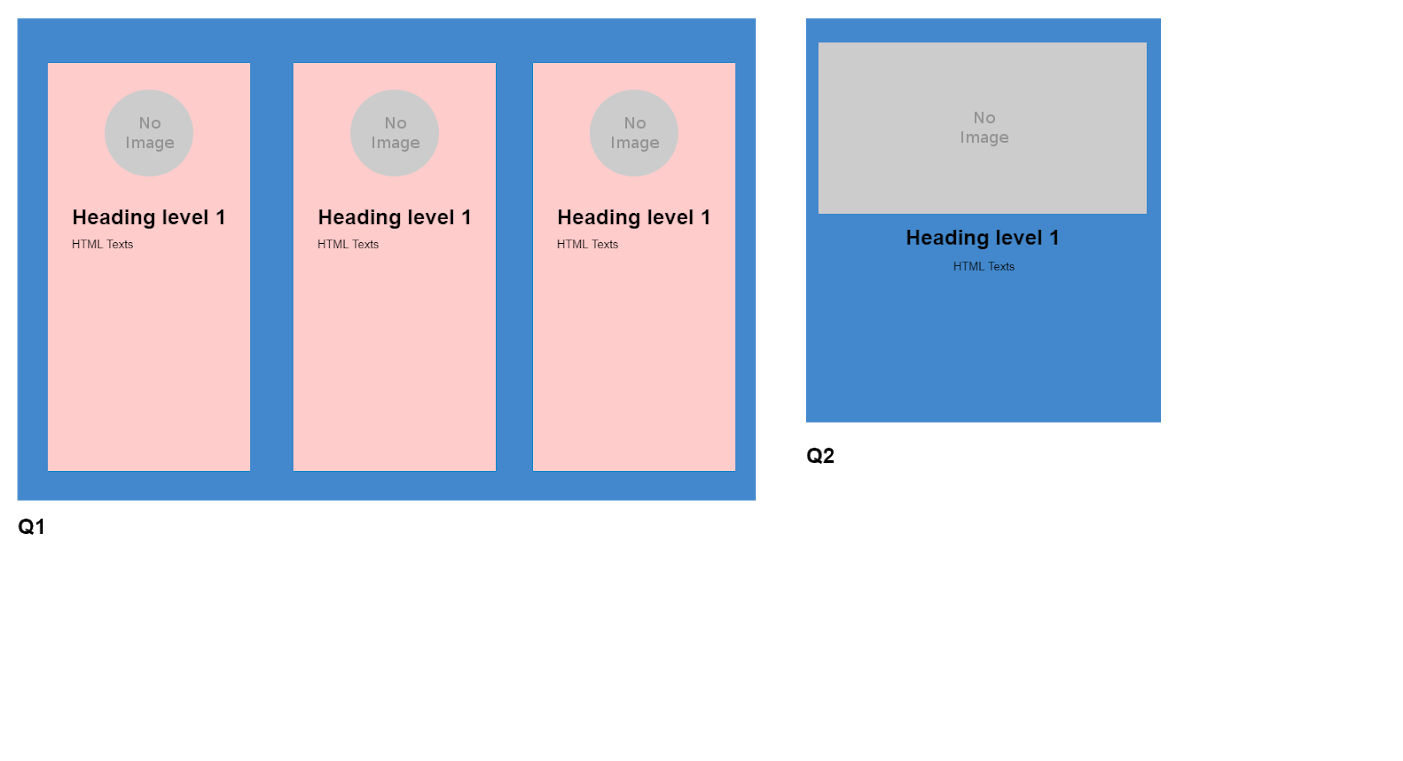 No
Image
Heading level 1
HTML Texts
No
Image
Heading level 1
HTML Texts
No
Image
Heading level 1
HTML Texts
Q1
No
Image
Heading level 1
HTML Texts
Q2